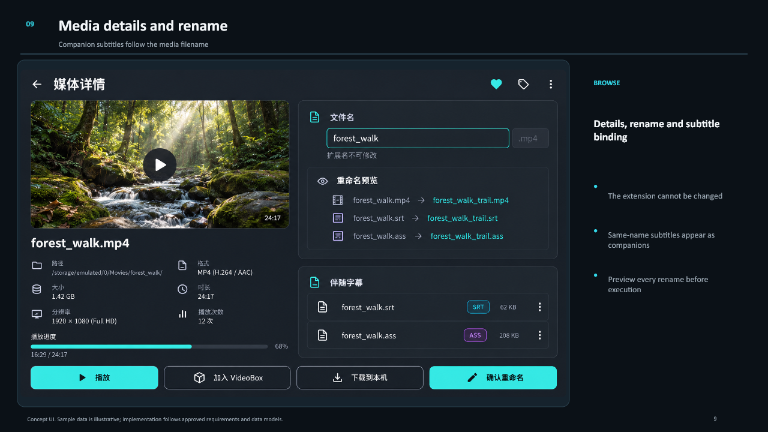 09
Media details and rename
Companion subtitles follow the media filename
媒体详情
24:17
forest_walk.mp4
路径
/storage/emulated/0/Movies/forest_walk/
格式
MP4 (H.264 / AAC)
大小
1.42 GB
时长
24:17
分辨率
1920 × 1080 (Full HD)
播放次数
12 次
播放进度
68%
16:29 / 24:17
文件名
forest_walk
.mp4
扩展名不可修改
重命名预览
forest_walk.mp4 → forest_walk_trail.mp4
forest_walk.srt → forest_walk_trail.srt
forest_walk.ass → forest_walk_trail.ass
伴随字幕
forest_walk.srt SRT 62 KB
forest_walk.ass ASS 208 KB
播放
加入 VideoBox
下载到本机
确认重命名
BROWSE
Details, rename and subtitle
binding
The extension cannot be changed
Same-name subtitles appear as
companions
Preview every rename before
execution
Concept UI. Sample data is illustrative; implementation follows approved requirements and data models.
9